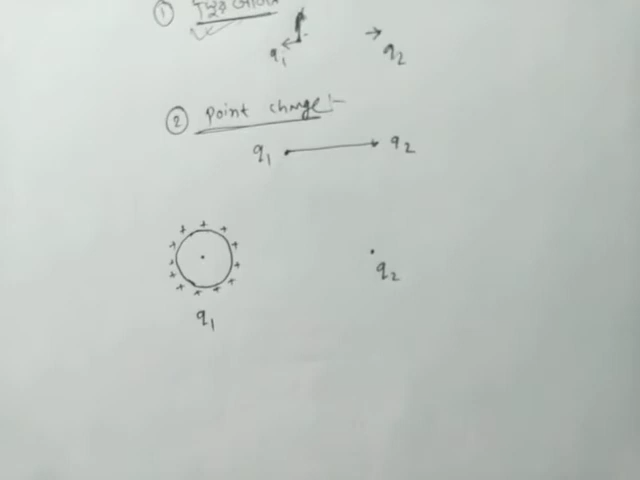 ①
q₁ q₂
② Point charge :-
q₁ q₂
+ + + + + + + + + + + +
q₂
q₁